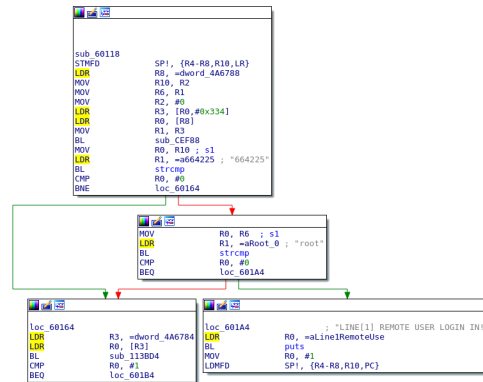 sub_60118
STMFD SP!, {R4-R8,R10,LR}
LDR R8, =dword_4A6788
MOV R10, R2
MOV R6, R1
MOV R2, #0
LDR R3, [R0,#0x334]
LDR R0, [R8]
MOV R1, R3
BL sub_CEF88
MOV R0, R10 ; s1
LDR R1, =a664225 ; "664225"
BL strcmp
CMP R0, #0
BNE loc_60164
MOV R0, R6 ; s1
LDR R1, =aRoot_0 ; "root"
BL strcmp
CMP R0, #0
BEQ loc_601A4
loc_60164
LDR R3, =dword_4A6784
LDR R0, [R3]
BL sub_113BD4
CMP R0, #1
BEQ loc_601B4
loc_601A4 ; "LINE[1] REMOTE USER LOGIN IN!
LDR R0, =aLine1RemoteUse
BL puts
MOV R0, #1
LDMFD SP!, {R4-R8,R10,PC}